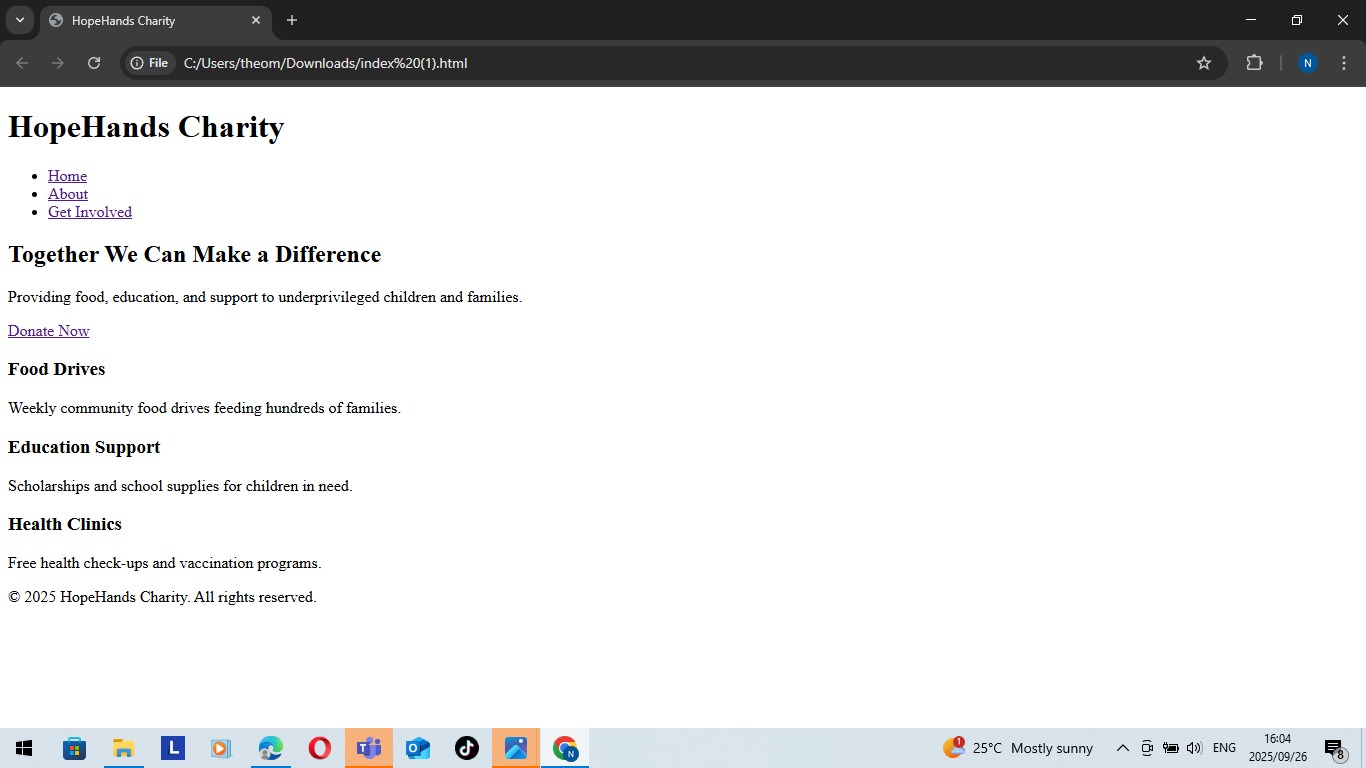 HopeHands Charity
File
C:/Users/theom/Downloads/index%20(1).html
N
HopeHands Charity
Home
About
Get Involved
Together We Can Make a Difference
Providing food, education, and support to underprivileged children and families.
Donate Now
Food Drives
Weekly community food drives feeding hundreds of families.
Education Support
Scholarships and school supplies for children in need.
Health Clinics
Free health check-ups and vaccination programs.
© 2025 HopeHands Charity. All rights reserved.
L
T
O
N
1
25°C Mostly sunny
ENG
16:04
2025/09/26
8